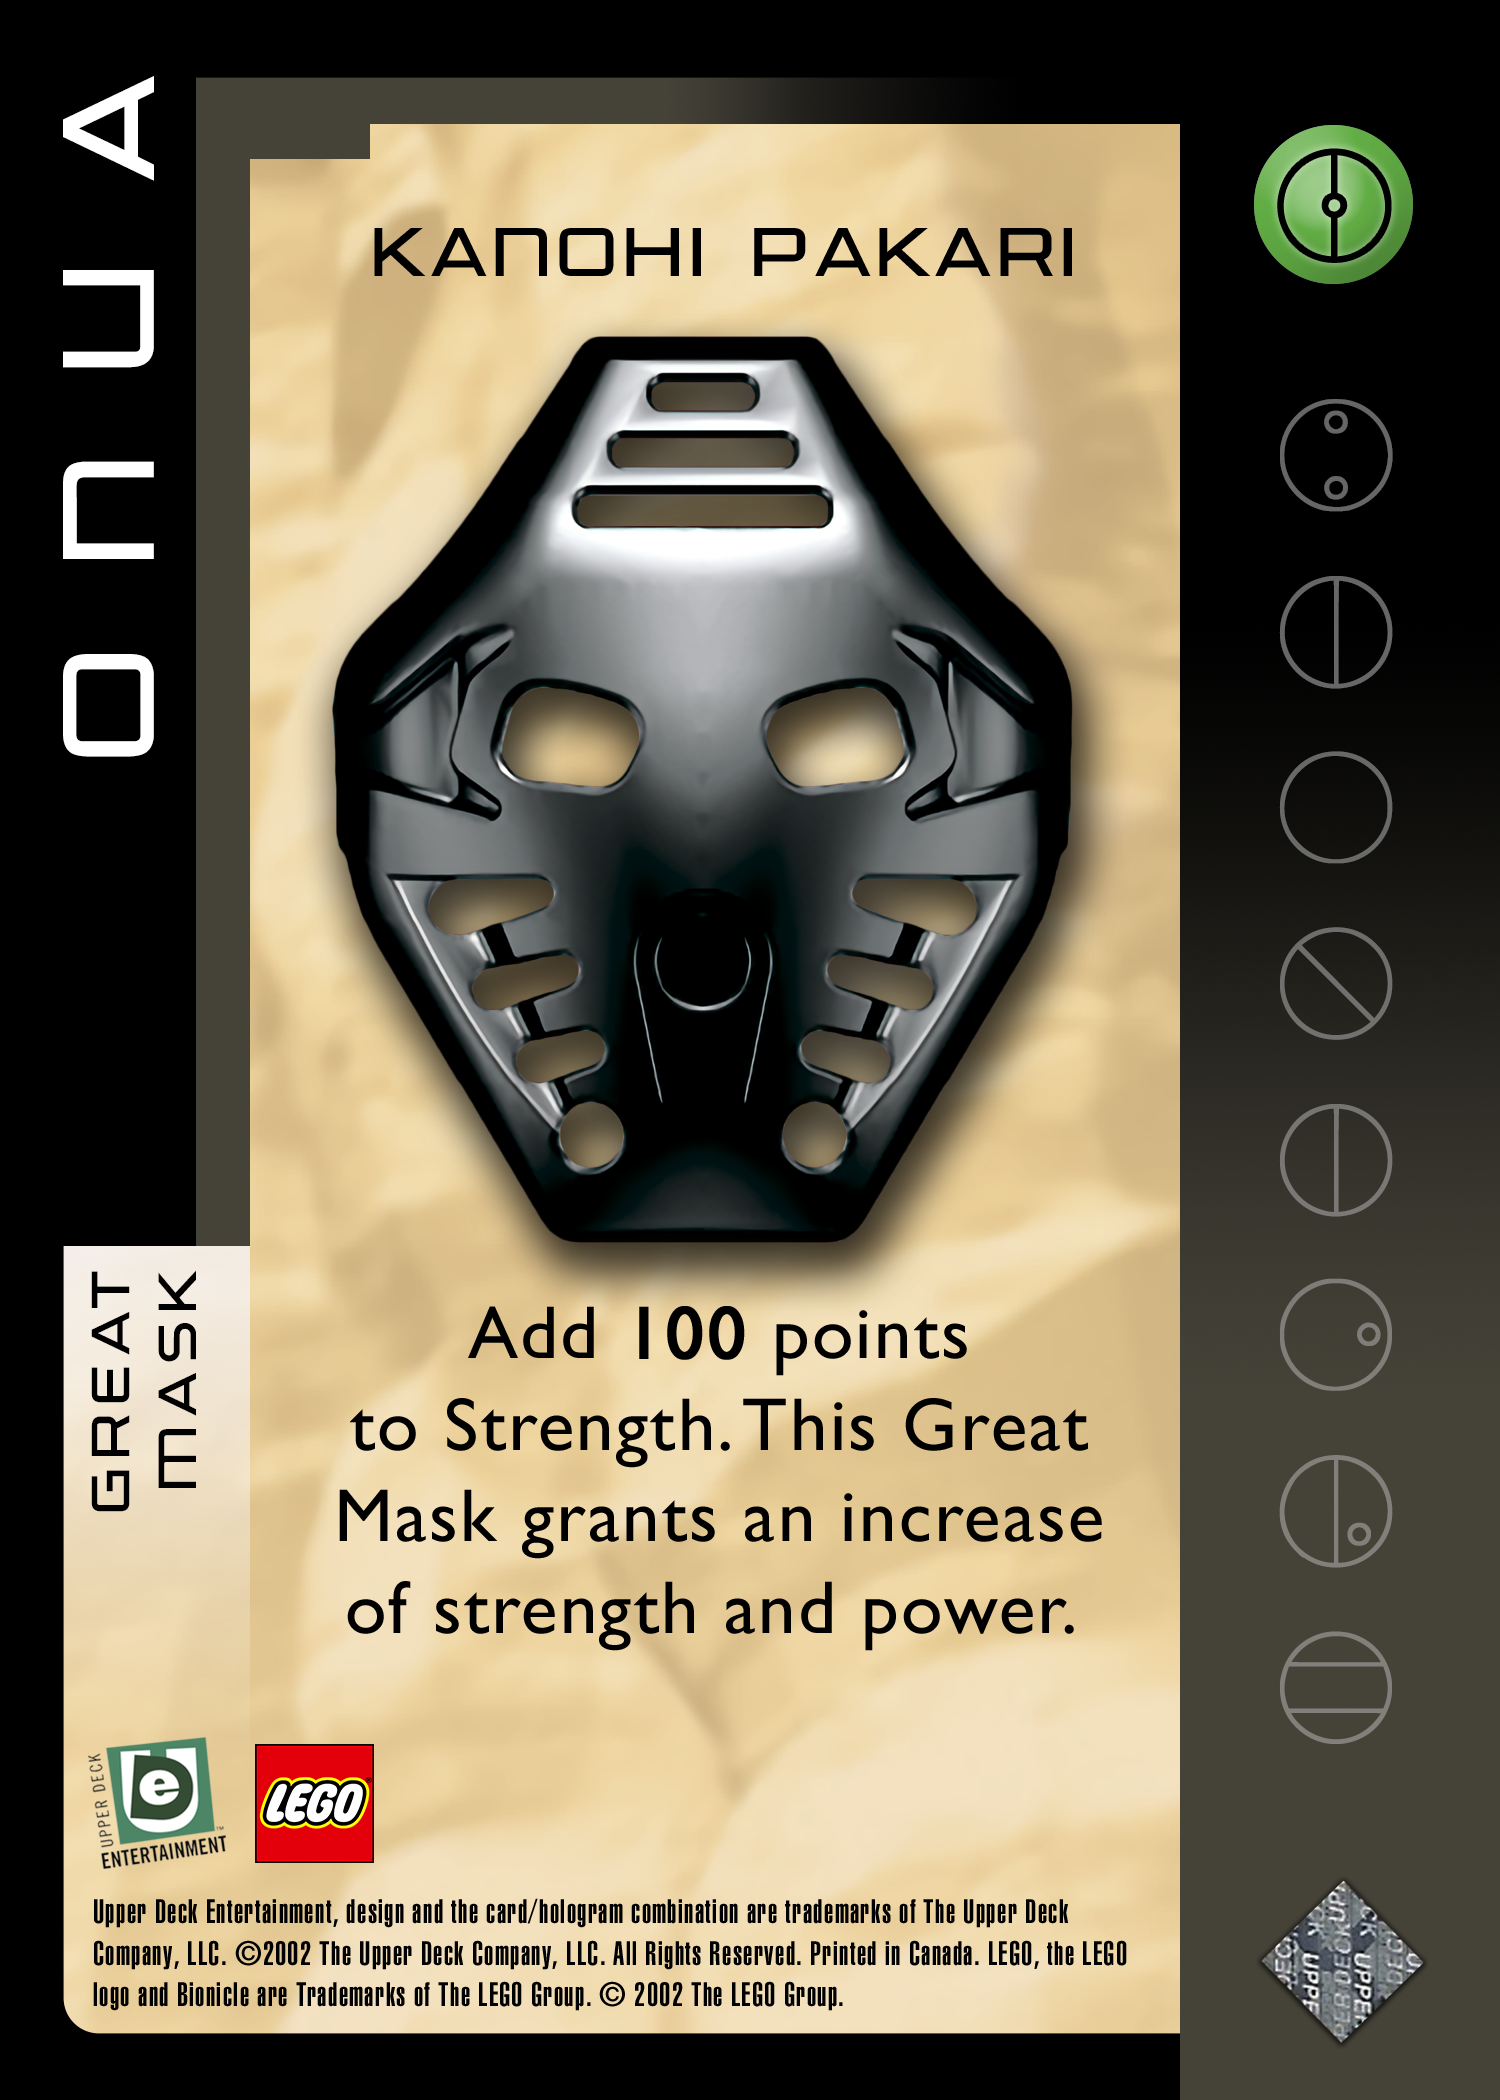 ONUA
KANOHI PAKARI
GREAT
MASK
Add 100 points
to Strength. This Great
Mask grants an increase
of strength and power.
UPPER DECK
e
ENTERTAINMENT
™
LEGO
Upper Deck Entertainment, design and the card/hologram combination are trademarks of The Upper Deck
Company, LLC. ©2002 The Upper Deck Company, LLC. All Rights Reserved. Printed in Canada. LEGO, the LEGO
logo and Bionicle are Trademarks of The LEGO Group. © 2002 The LEGO Group.